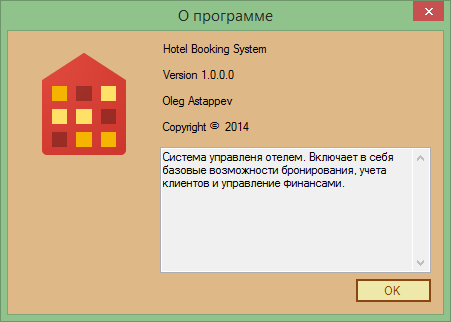 О программе
Hotel Booking System
Version 1.0.0.0
Oleg Astappev
Copyright © 2014
Система управленя отелем. Включает в себя
базовые возможности бронирования, учета
клиентов и управление финансами.
OK